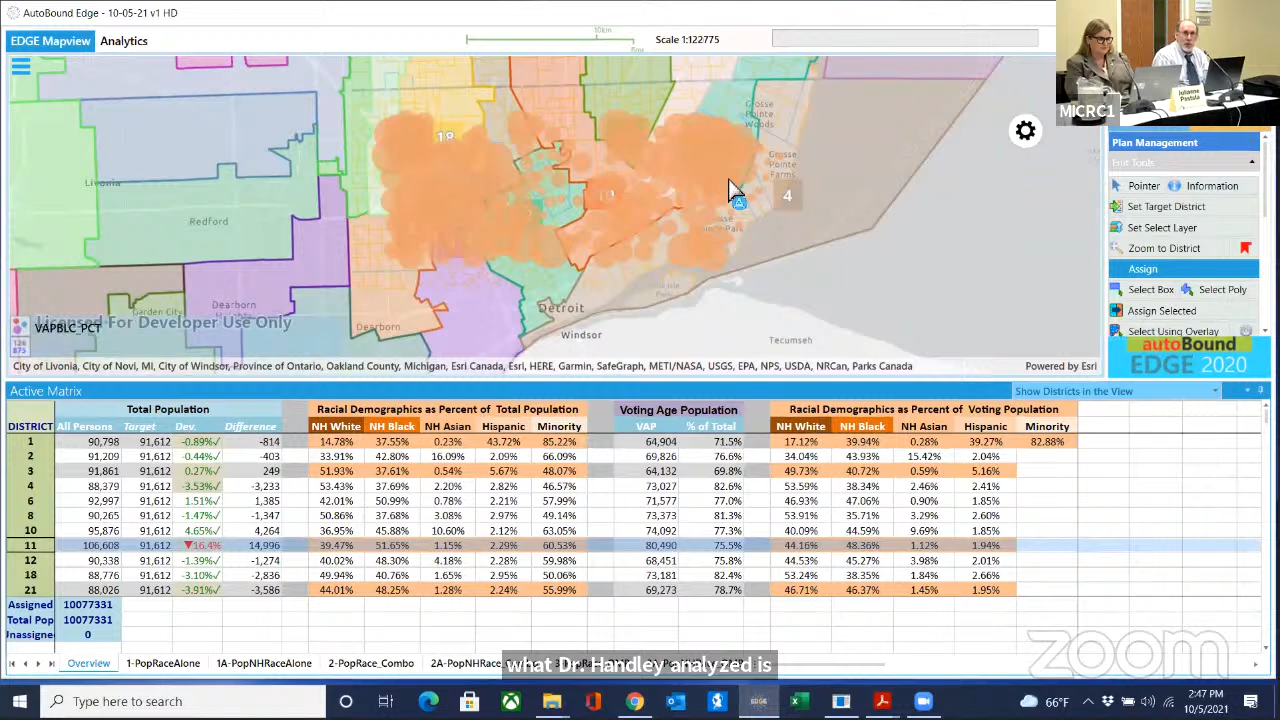 AutoBound Edge - 10-05-21 v1 HD
EDGE Mapview Analytics
10km
Scale 1:122775
MICRC1
Julianne
Pastula
Livonia
Redford
Garden City
Dearborn
Dearborn
Detroit
Windsor
Tecumseh
Grosse
Pointe
Woods
Grosse
Pointe
Farms
18
10
4
Licensed For Developer Use Only
VAPBLC_PCT
City of Livonia, City of Novi, MI, City of Windsor, Province of Ontario, Oakland County, Michigan, Esri Canada, Esri, HERE, Garmin, SafeGraph, METI/NASA, USGS, EPA, NPS, USDA, NRCan, Parks Canada
Powered by Esri
Plan Management
Edit Tools
Pointer Information
Set Target District
Set Select Layer
Zoom to District
Assign
Select Box Select Poly
Assign Selected
Select Using Overlay
autoBound
EDGE 2020
Active Matrix
Show Districts in the View
Total Population Racial Demographics as Percent of Total Population Voting Age Population Racial Demographics as Percent of Voting Population
DISTRICT All Persons Target Dev. Difference NH White NH Black NH Asian Hispanic Minority VAP % of Total NH White NH Black NH Asian Hispanic Minority
1 90,798 91,612 -0.89%✓ -814 14.78% 37.55% 0.23% 43.72% 85.22% 64,904 71.5% 17.12% 39.94% 0.28% 39.27% 82.88%
2 91,209 91,612 -0.44%✓ -403 33.91% 42.80% 16.09% 2.09% 66.09% 69,826 76.6% 34.04% 43.93% 15.42% 2.04%
3 91,861 91,612 0.27%✓ 249 51.93% 37.61% 0.54% 5.67% 48.07% 64,132 69.8% 49.73% 40.72% 0.59% 5.16%
4 88,379 91,612 -3.53%✓ -3,233 53.43% 37.69% 2.20% 2.82% 46.57% 73,027 82.6% 53.59% 38.34% 2.46% 2.41%
6 92,997 91,612 1.51%✓ 1,385 42.01% 50.99% 0.78% 2.21% 57.99% 71,577 77.0% 46.93% 47.06% 0.90% 1.85%
8 90,265 91,612 -1.47%✓ -1,347 50.86% 37.68% 3.08% 2.97% 49.14% 73,373 81.3% 53.91% 35.71% 3.29% 2.60%
10 95,876 91,612 4.65%✓ 4,264 36.95% 45.88% 10.60% 2.12% 63.05% 74,092 77.3% 40.09% 44.59% 9.69% 1.85%
11 106,608 91,612 ▼16.4% 14,996 39.47% 51.65% 1.15% 2.29% 60.53% 80,490 75.5% 44.16% 48.36% 1.12% 1.94%
12 90,338 91,612 -1.39%✓ -1,274 40.02% 48.30% 4.18% 2.28% 59.98% 68,451 75.8% 44.53% 45.27% 3.98% 2.01%
18 88,776 91,612 -3.10%✓ -2,836 49.94% 40.76% 1.65% 2.95% 50.06% 73,181 82.4% 53.24% 38.35% 1.84% 2.66%
21 88,026 91,612 -3.91%✓ -3,586 44.01% 48.25% 1.28% 2.24% 55.99% 69,273 78.7% 46.71% 46.37% 1.45% 1.95%
Assigned 10077331
Total Pop 10077331
Unassigne 0
Overview 1-PopRaceAlone 1A-PopNHRaceAlone 2-PopRace_Combo 2A-PopNHRace_
what Dr. Handley analyzed is
zoom
Type here to search
EDGE
66°F
2:47 PM
10/5/2021